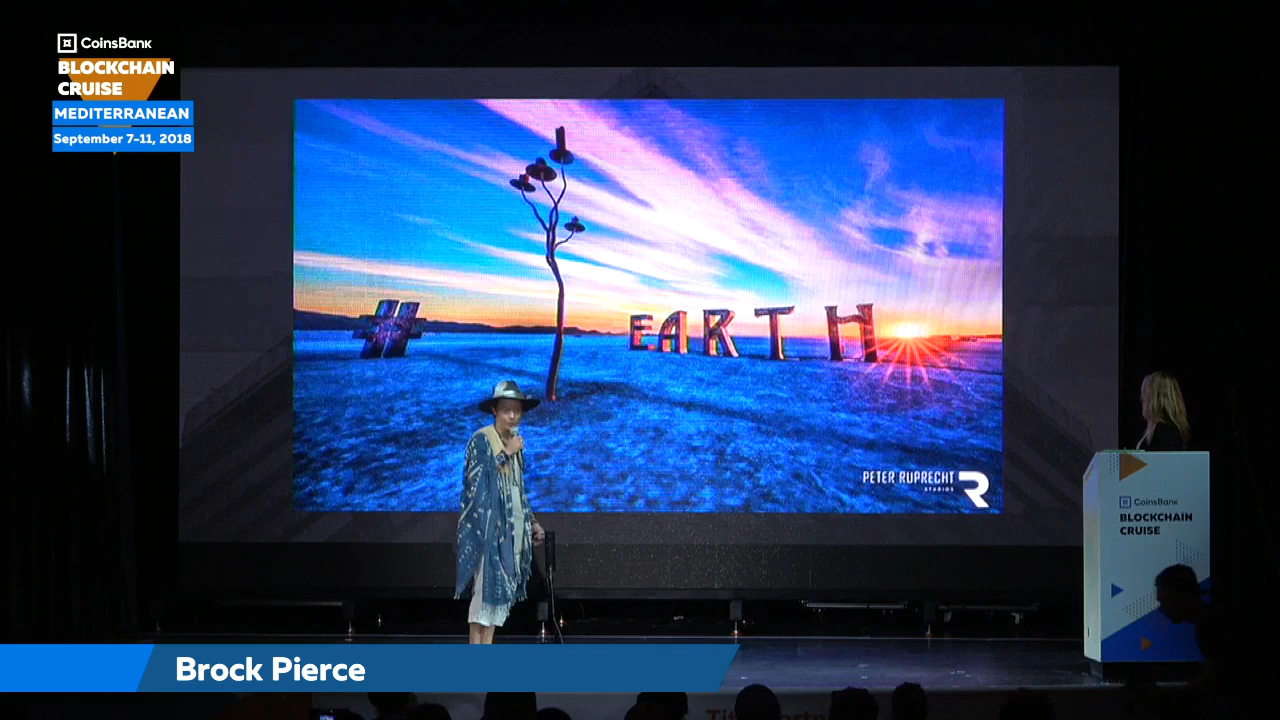 CoinsBank
BLOCKCHAIN
CRUISE
MEDITERRANEAN
September 7-11, 2018
# EARTH
PETER RUPRECHT
STUDIOS
CoinsBank
BLOCKCHAIN
CRUISE
Brock Pierce